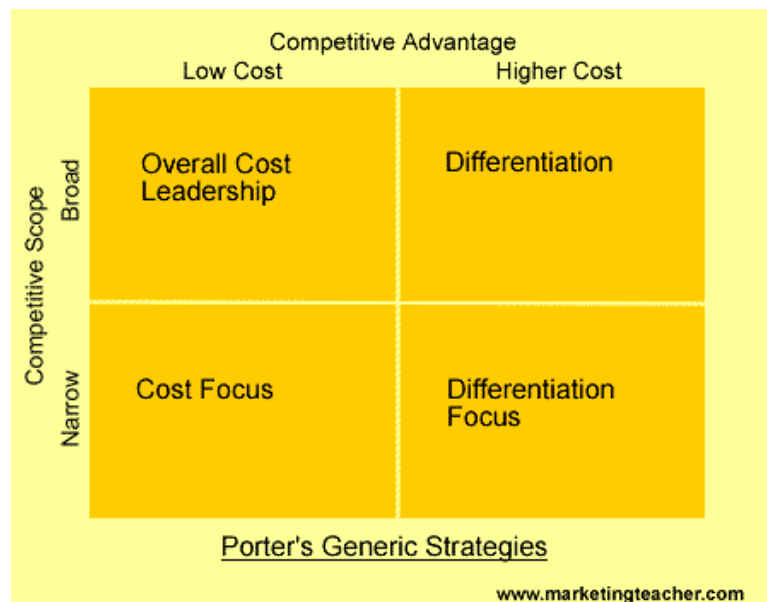 Competitive Advantage
Low Cost Higher Cost
Competitive Scope
Broad
Overall Cost
Leadership
Differentiation
Narrow
Cost Focus
Differentiation
Focus
Porter's Generic Strategies
www.marketingteacher.com